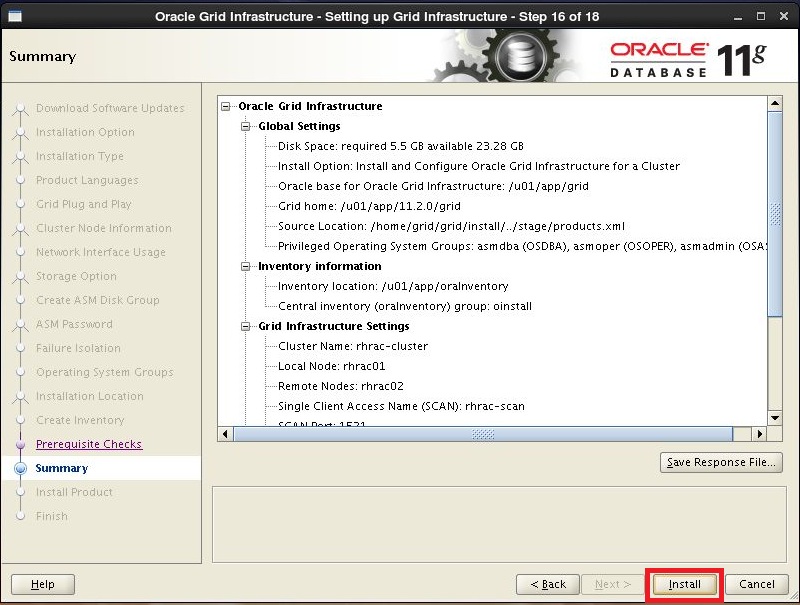 Oracle Grid Infrastructure - Setting up Grid Infrastructure - Step 16 of 18
Summary
ORACLE
DATABASE 11g
Download Software Updates
Installation Option
Installation Type
Product Languages
Grid Plug and Play
Cluster Node Information
Network Interface Usage
Storage Option
Create ASM Disk Group
ASM Password
Failure Isolation
Operating System Groups
Installation Location
Create Inventory
Prerequisite Checks
Summary
Install Product
Finish
Oracle Grid Infrastructure
Global Settings
Disk Space: required 5.5 GB available 23.28 GB
Install Option: Install and Configure Oracle Grid Infrastructure for a Cluster
Oracle base for Oracle Grid Infrastructure: /u01/app/grid
Grid home: /u01/app/11.2.0/grid
Source Location: /home/grid/grid/install/../stage/products.xml
Privileged Operating System Groups: asmdba (OSDBA), asmoper (OSOPER), asmadmin (OSA
Inventory information
Inventory location: /u01/app/oraInventory
Central inventory (oraInventory) group: oinstall
Grid Infrastructure Settings
Cluster Name: rhrac-cluster
Local Node: rhrac01
Remote Nodes: rhrac02
Single Client Access Name (SCAN): rhrac-scan
SCAN Port: 1521
Save Response File...
Help
< Back
Next >
Install
Cancel